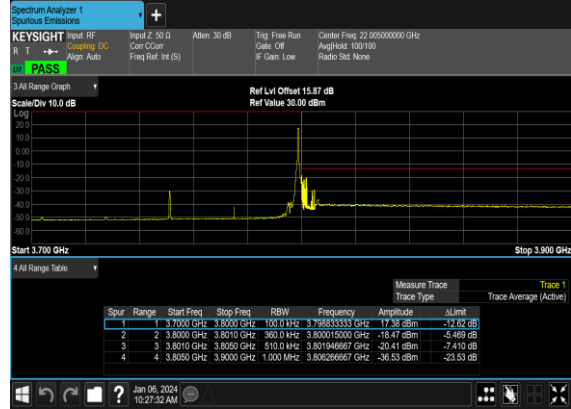 Spectrum Analyzer 1
Spurious Emissions
+
KEYSIGHT Input: RF Input Z: 50 Ω Atten: 30 dB Trig: Free Run Center Freq: 22.005000000 GHz
R T Coupling: DC Corr CCorr Gate: Off Avg|Hold: 100/100
Align: Auto Freq Ref: Int (S) IF Gain: Low Radio Std: None
PASS
3 All Range Graph
Ref Lvl Offset 15.87 dB
Scale/Div 10.0 dB Ref Value 30.00 dBm
Log
20.0
10.0
0.00
-10.0
-20.0
-30.0
-40.0
-50.0
-60.0
Start 3.700 GHz Stop 3.900 GHz
4 All Range Table
Measure Trace Trace 1
Trace Type Trace Average (Active)
Spur Range Start Freq Stop Freq RBW Frequency Amplitude ΔLimit
1 1 3.7000 GHz 3.8000 GHz 100.0 kHz 3.798833333 GHz 17.38 dBm -12.62 dB
2 2 3.8000 GHz 3.8010 GHz 360.0 kHz 3.800015000 GHz -18.47 dBm -5.469 dB
3 3 3.8010 GHz 3.8050 GHz 510.0 kHz 3.801946667 GHz -20.41 dBm -7.410 dB
4 4 3.8050 GHz 3.9000 GHz 1.000 MHz 3.806266667 GHz -36.53 dBm -23.53 dB
? Jan 06, 2024
10:27:32 AM